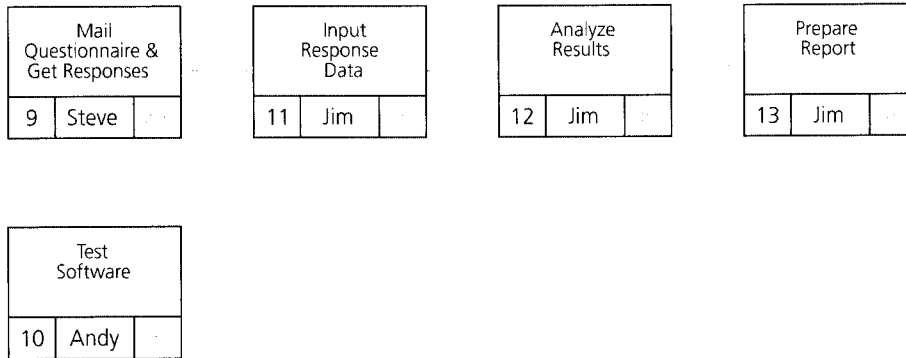 Mail
Questionnaire &
Get Responses
9 Steve
Input
Response
Data
11 Jim
Analyze
Results
12 Jim
Prepare
Report
13 Jim
Test
Software
10 Andy